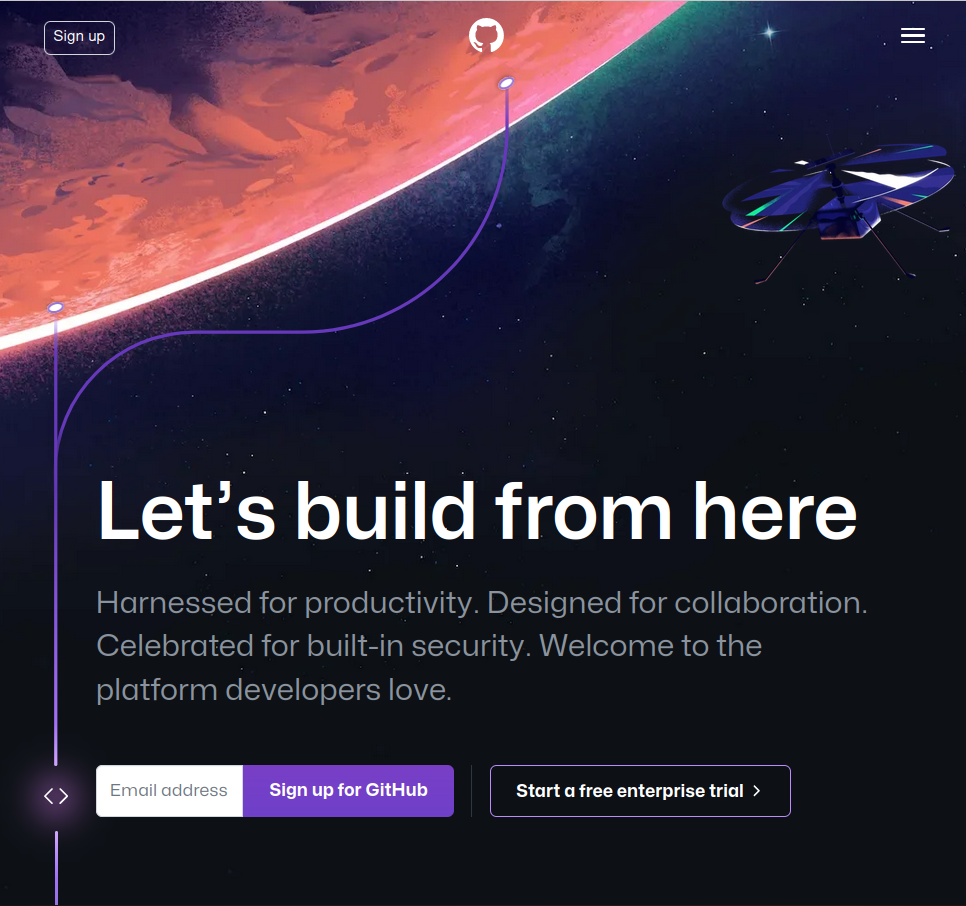 Sign up
Let’s build from here
Harnessed for productivity. Designed for collaboration.
Celebrated for built-in security. Welcome to the
platform developers love.
Email address
Sign up for GitHub
Start a free enterprise trial